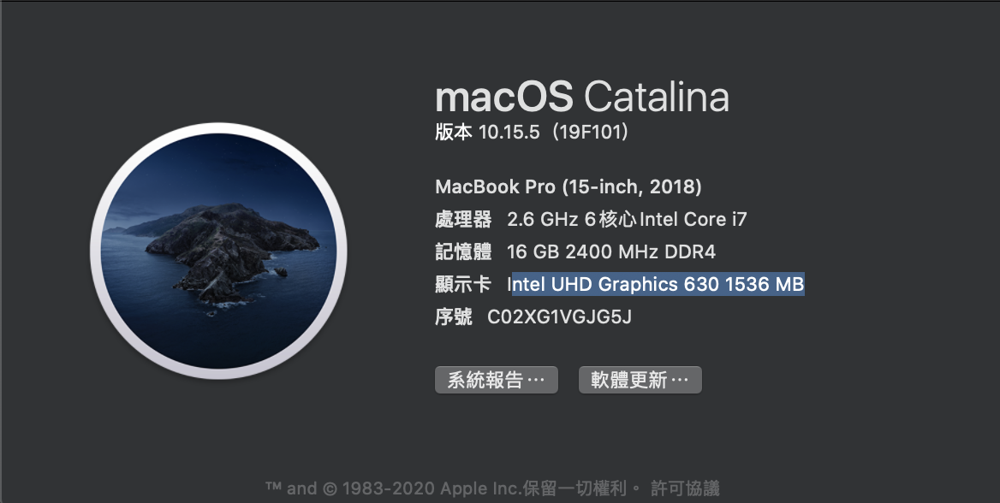 macOS Catalina
版本 10.15.5（19F101）
MacBook Pro (15-inch, 2018)
處理器 2.6 GHz 6核心Intel Core i7
記憶體 16 GB 2400 MHz DDR4
顯示卡 Intel UHD Graphics 630 1536 MB
序號 C02XG1VGJG5J
系統報告⋯ 軟體更新⋯
™ and © 1983-2020 Apple Inc.保留一切權利。 許可協議